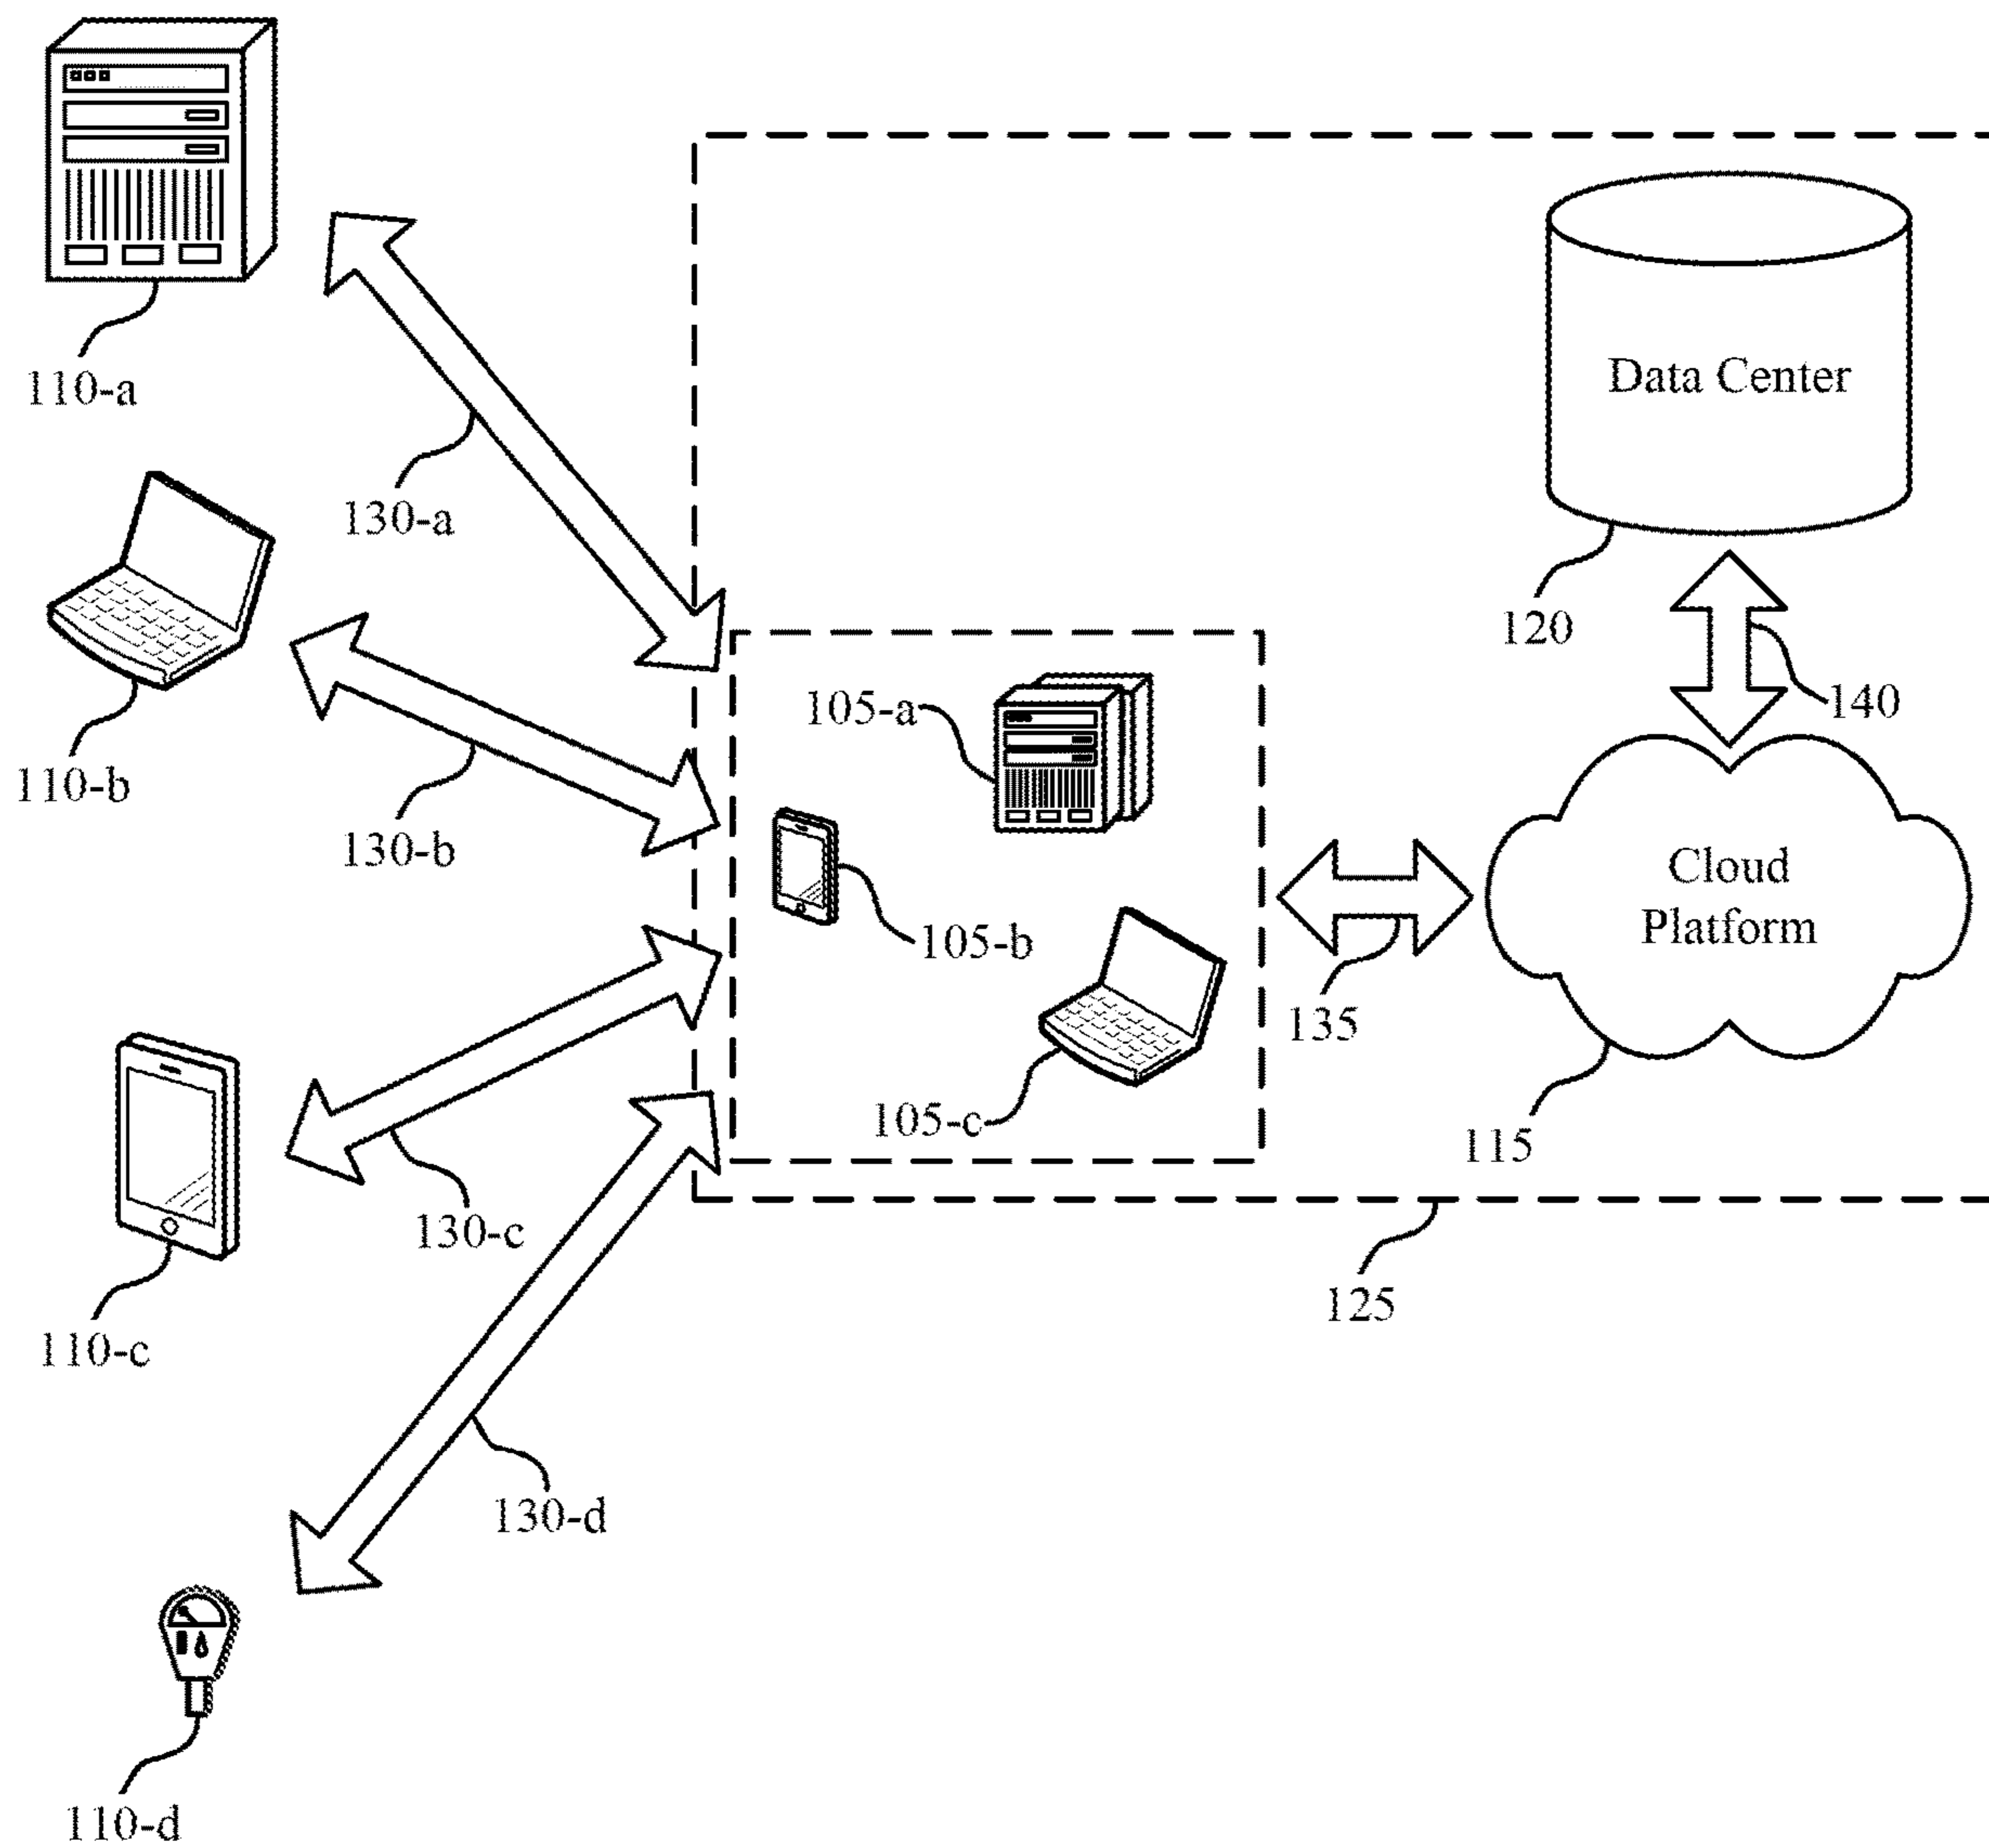 110-a
130-a
Data Center
120
140
110-b
130-b
105-a
105-b
Cloud
Platform
135
105-c
115
130-c
125
110-c
130-d
110-d